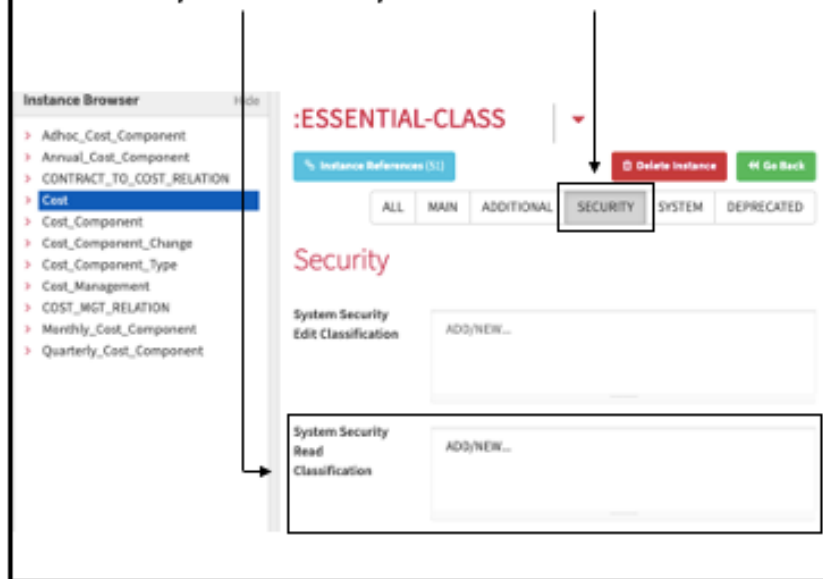 Instance Browser
Hide
Adhoc_Cost_Component
Annual_Cost_Component
CONTRACT_TO_COST_RELATION
Cost
Cost_Component
Cost_Component_Change
Cost_Component_Type
Cost_Management
COST_MGT_RELATION
Monthly_Cost_Component
Quarterly_Cost_Component
:ESSENTIAL-CLASS
Instance References (51)
Delete Instance
Go Back
ALL MAIN ADDITIONAL SECURITY SYSTEM DEPRECATED
Security
System Security
Edit Classification
ADD/NEW...
System Security
Read
Classification
ADD/NEW...